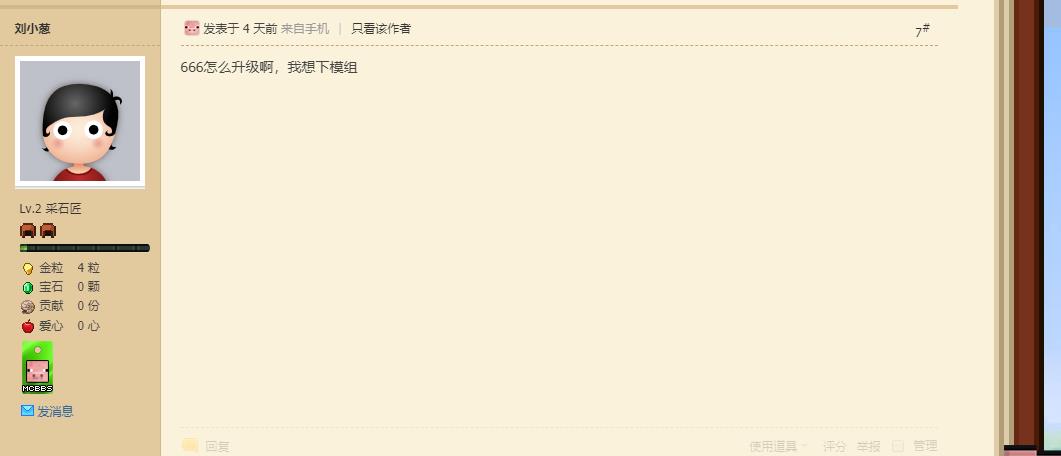 刘小葱
发表于 4 天前 来自手机 | 只看该作者
7#
666怎么升级啊，我想下模组
Lv.2 采石匠
金粒 4 粒
宝石 0 颗
贡献 0 份
爱心 0 心
MCBBS
发消息
回复
使用道具 评分 举报 管理